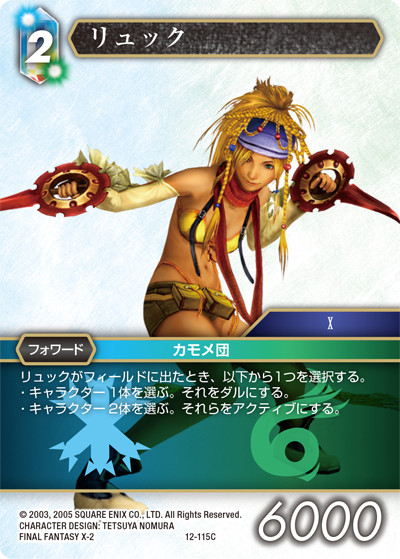 2
リュック
X
フォワード
カモメ団
リュックがフィールドに出たとき、以下から1つを選択する。
・キャラクター1体を選ぶ。それをダルにする。
・キャラクター2体を選ぶ。それらをアクティブにする。
© 2003, 2005 SQUARE ENIX CO., LTD. All Rights Reserved.
CHARACTER DESIGN: TETSUYA NOMURA
FINAL FANTASY X-2
12-115C
6000